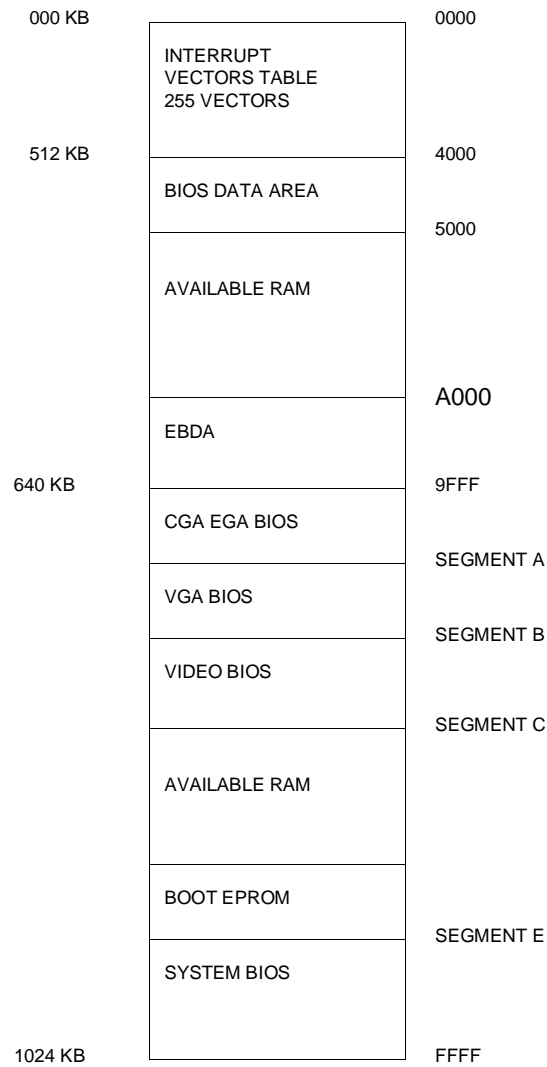 000 KB
0000
INTERRUPT
VECTORS TABLE
255 VECTORS
512 KB
4000
BIOS DATA AREA
5000
AVAILABLE RAM
A000
EBDA
640 KB
9FFF
CGA EGA BIOS
SEGMENT A
VGA BIOS
SEGMENT B
VIDEO BIOS
SEGMENT C
AVAILABLE RAM
BOOT EPROM
SEGMENT E
SYSTEM BIOS
1024 KB
FFFF